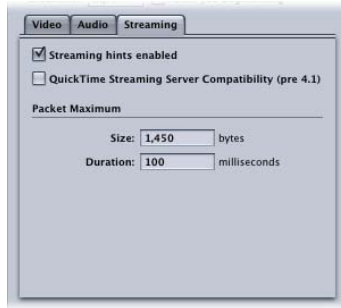 Video Audio Streaming
Streaming hints enabled
QuickTime Streaming Server Compatibility (pre 4.1)
Packet Maximum
Size: 1,450 bytes
Duration: 100 milliseconds